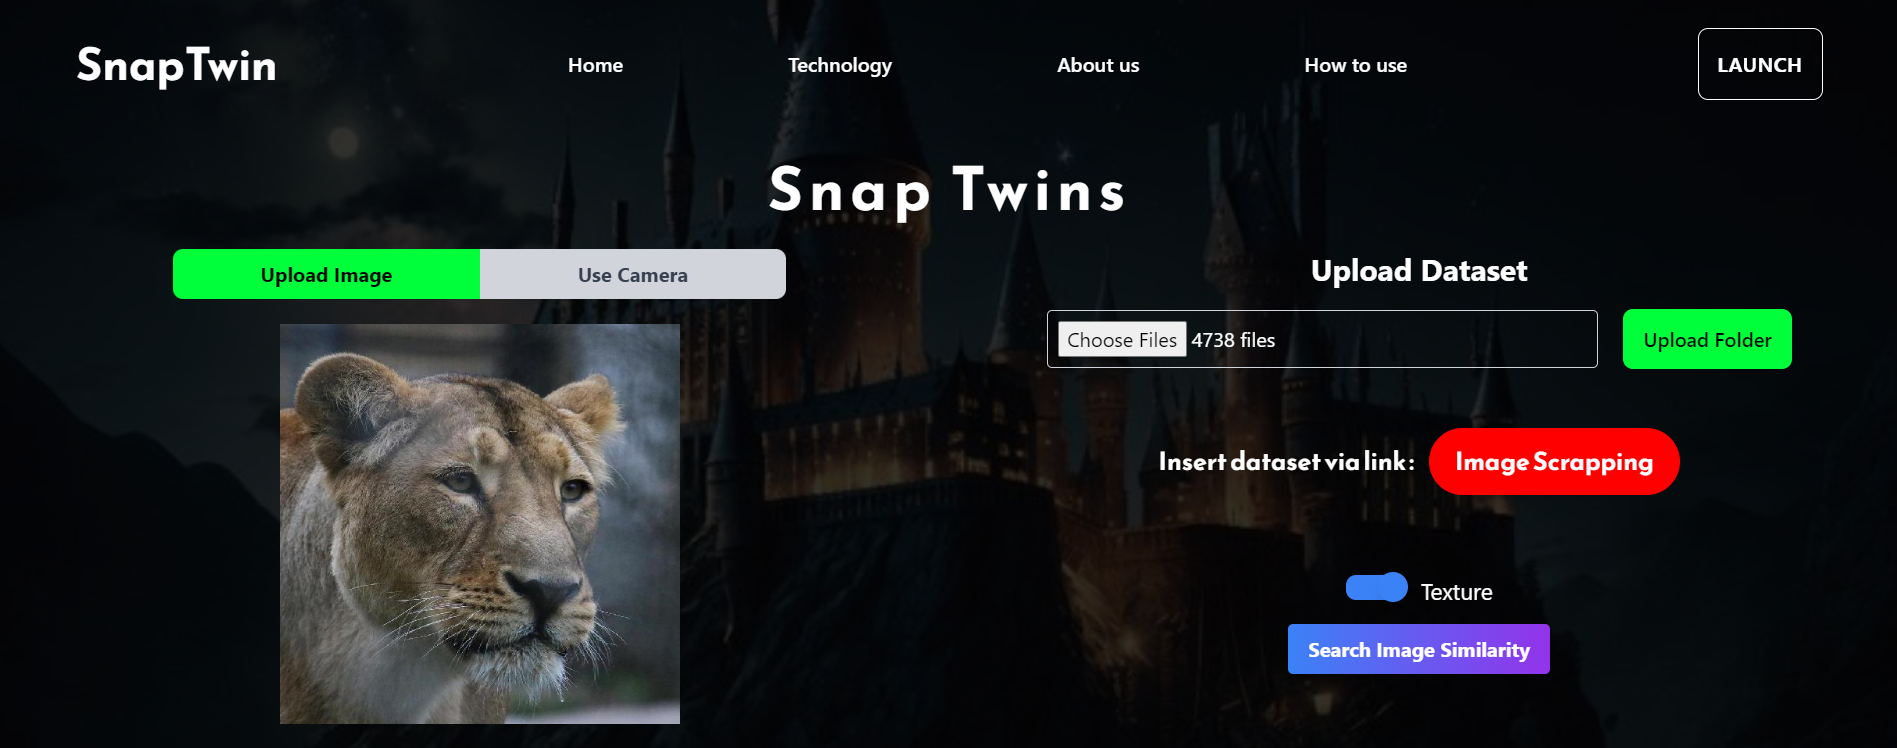 SnapTwin
Home
Technology
About us
How to use
LAUNCH
Snap Twins
Upload Image
Use Camera
Upload Dataset
Choose Files 4738 files
Upload Folder
Insert dataset via link :
Image Scrapping
Texture
Search Image Similarity